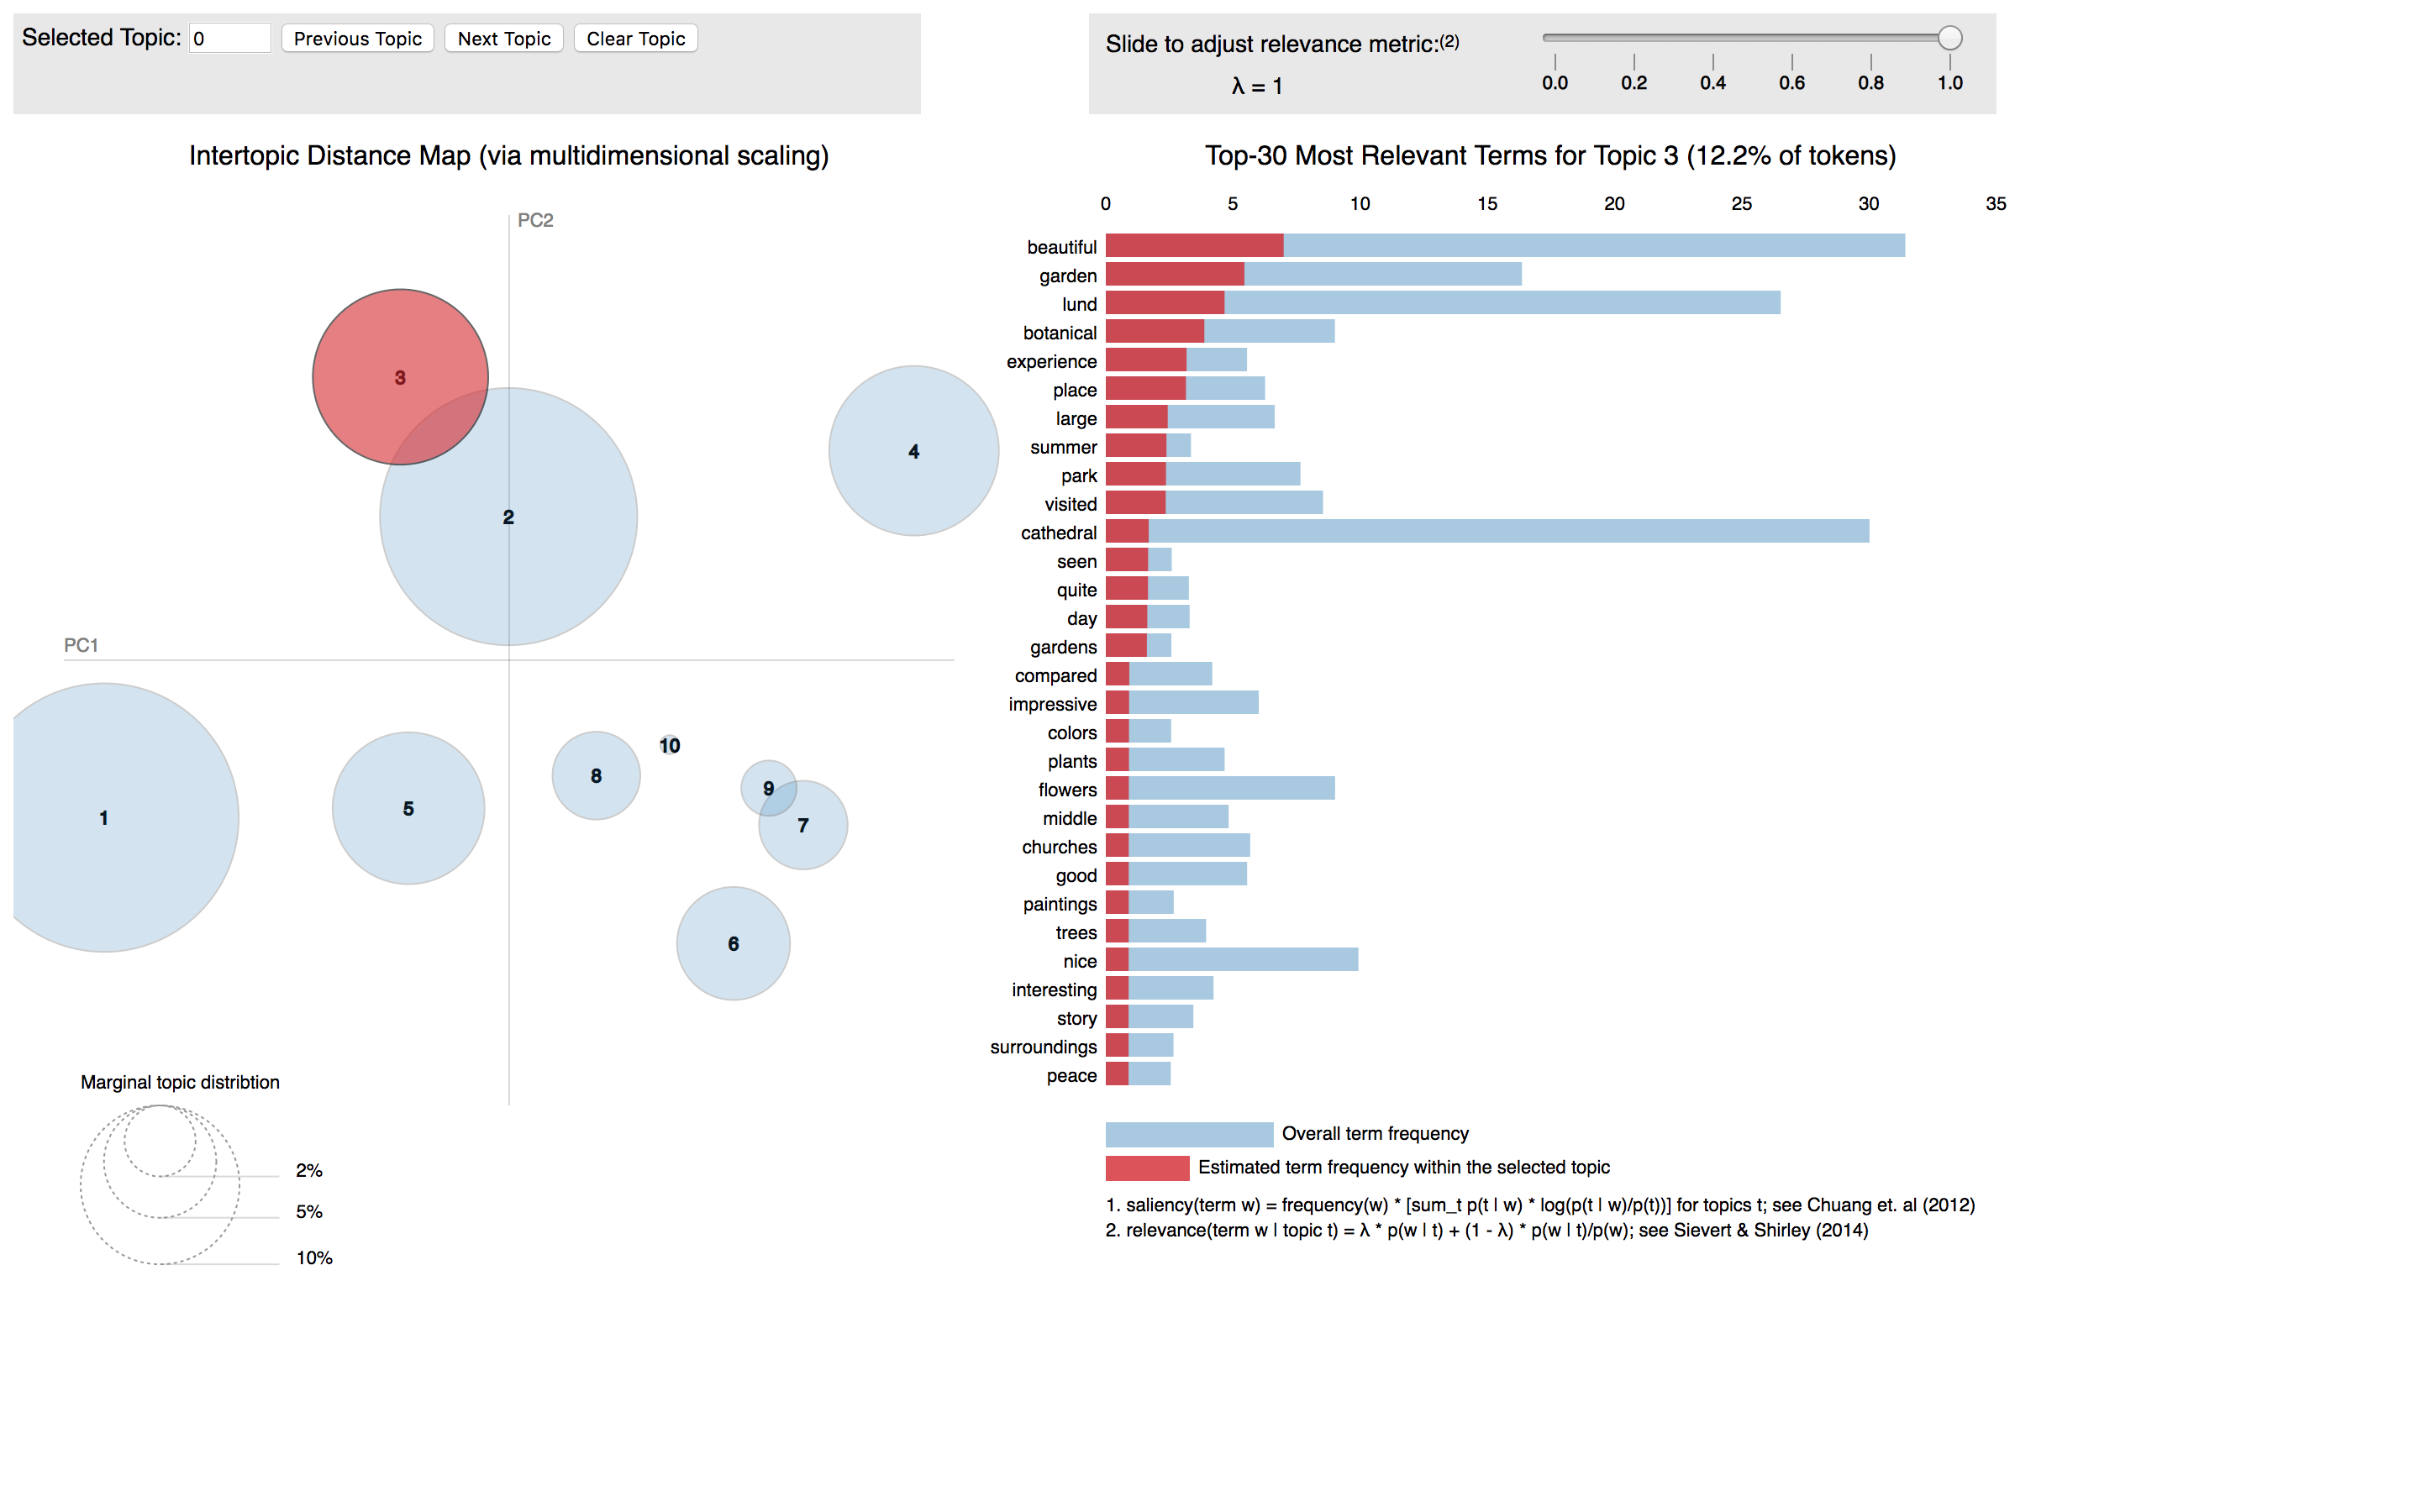 Selected Topic: 0 Previous Topic Next Topic Clear Topic
Slide to adjust relevance metric:(2)
λ = 1
0.0 0.2 0.4 0.6 0.8 1.0
Intertopic Distance Map (via multidimensional scaling)
PC2
PC1
3
2
4
1
5
8
10
9
7
6
Marginal topic distribtion
2%
5%
10%
Top-30 Most Relevant Terms for Topic 3 (12.2% of tokens)
0 5 10 15 20 25 30 35
beautiful
garden
lund
botanical
experience
place
large
summer
park
visited
cathedral
seen
quite
day
gardens
compared
impressive
colors
plants
flowers
middle
churches
good
paintings
trees
nice
interesting
story
surroundings
peace
Overall term frequency
Estimated term frequency within the selected topic
1. saliency(term w) = frequency(w) * [sum_t p(t | w) * log(p(t | w)/p(t))] for topics t; see Chuang et. al (2012)
2. relevance(term w | topic t) = λ * p(w | t) + (1 - λ) * p(w | t)/p(w); see Sievert & Shirley (2014)